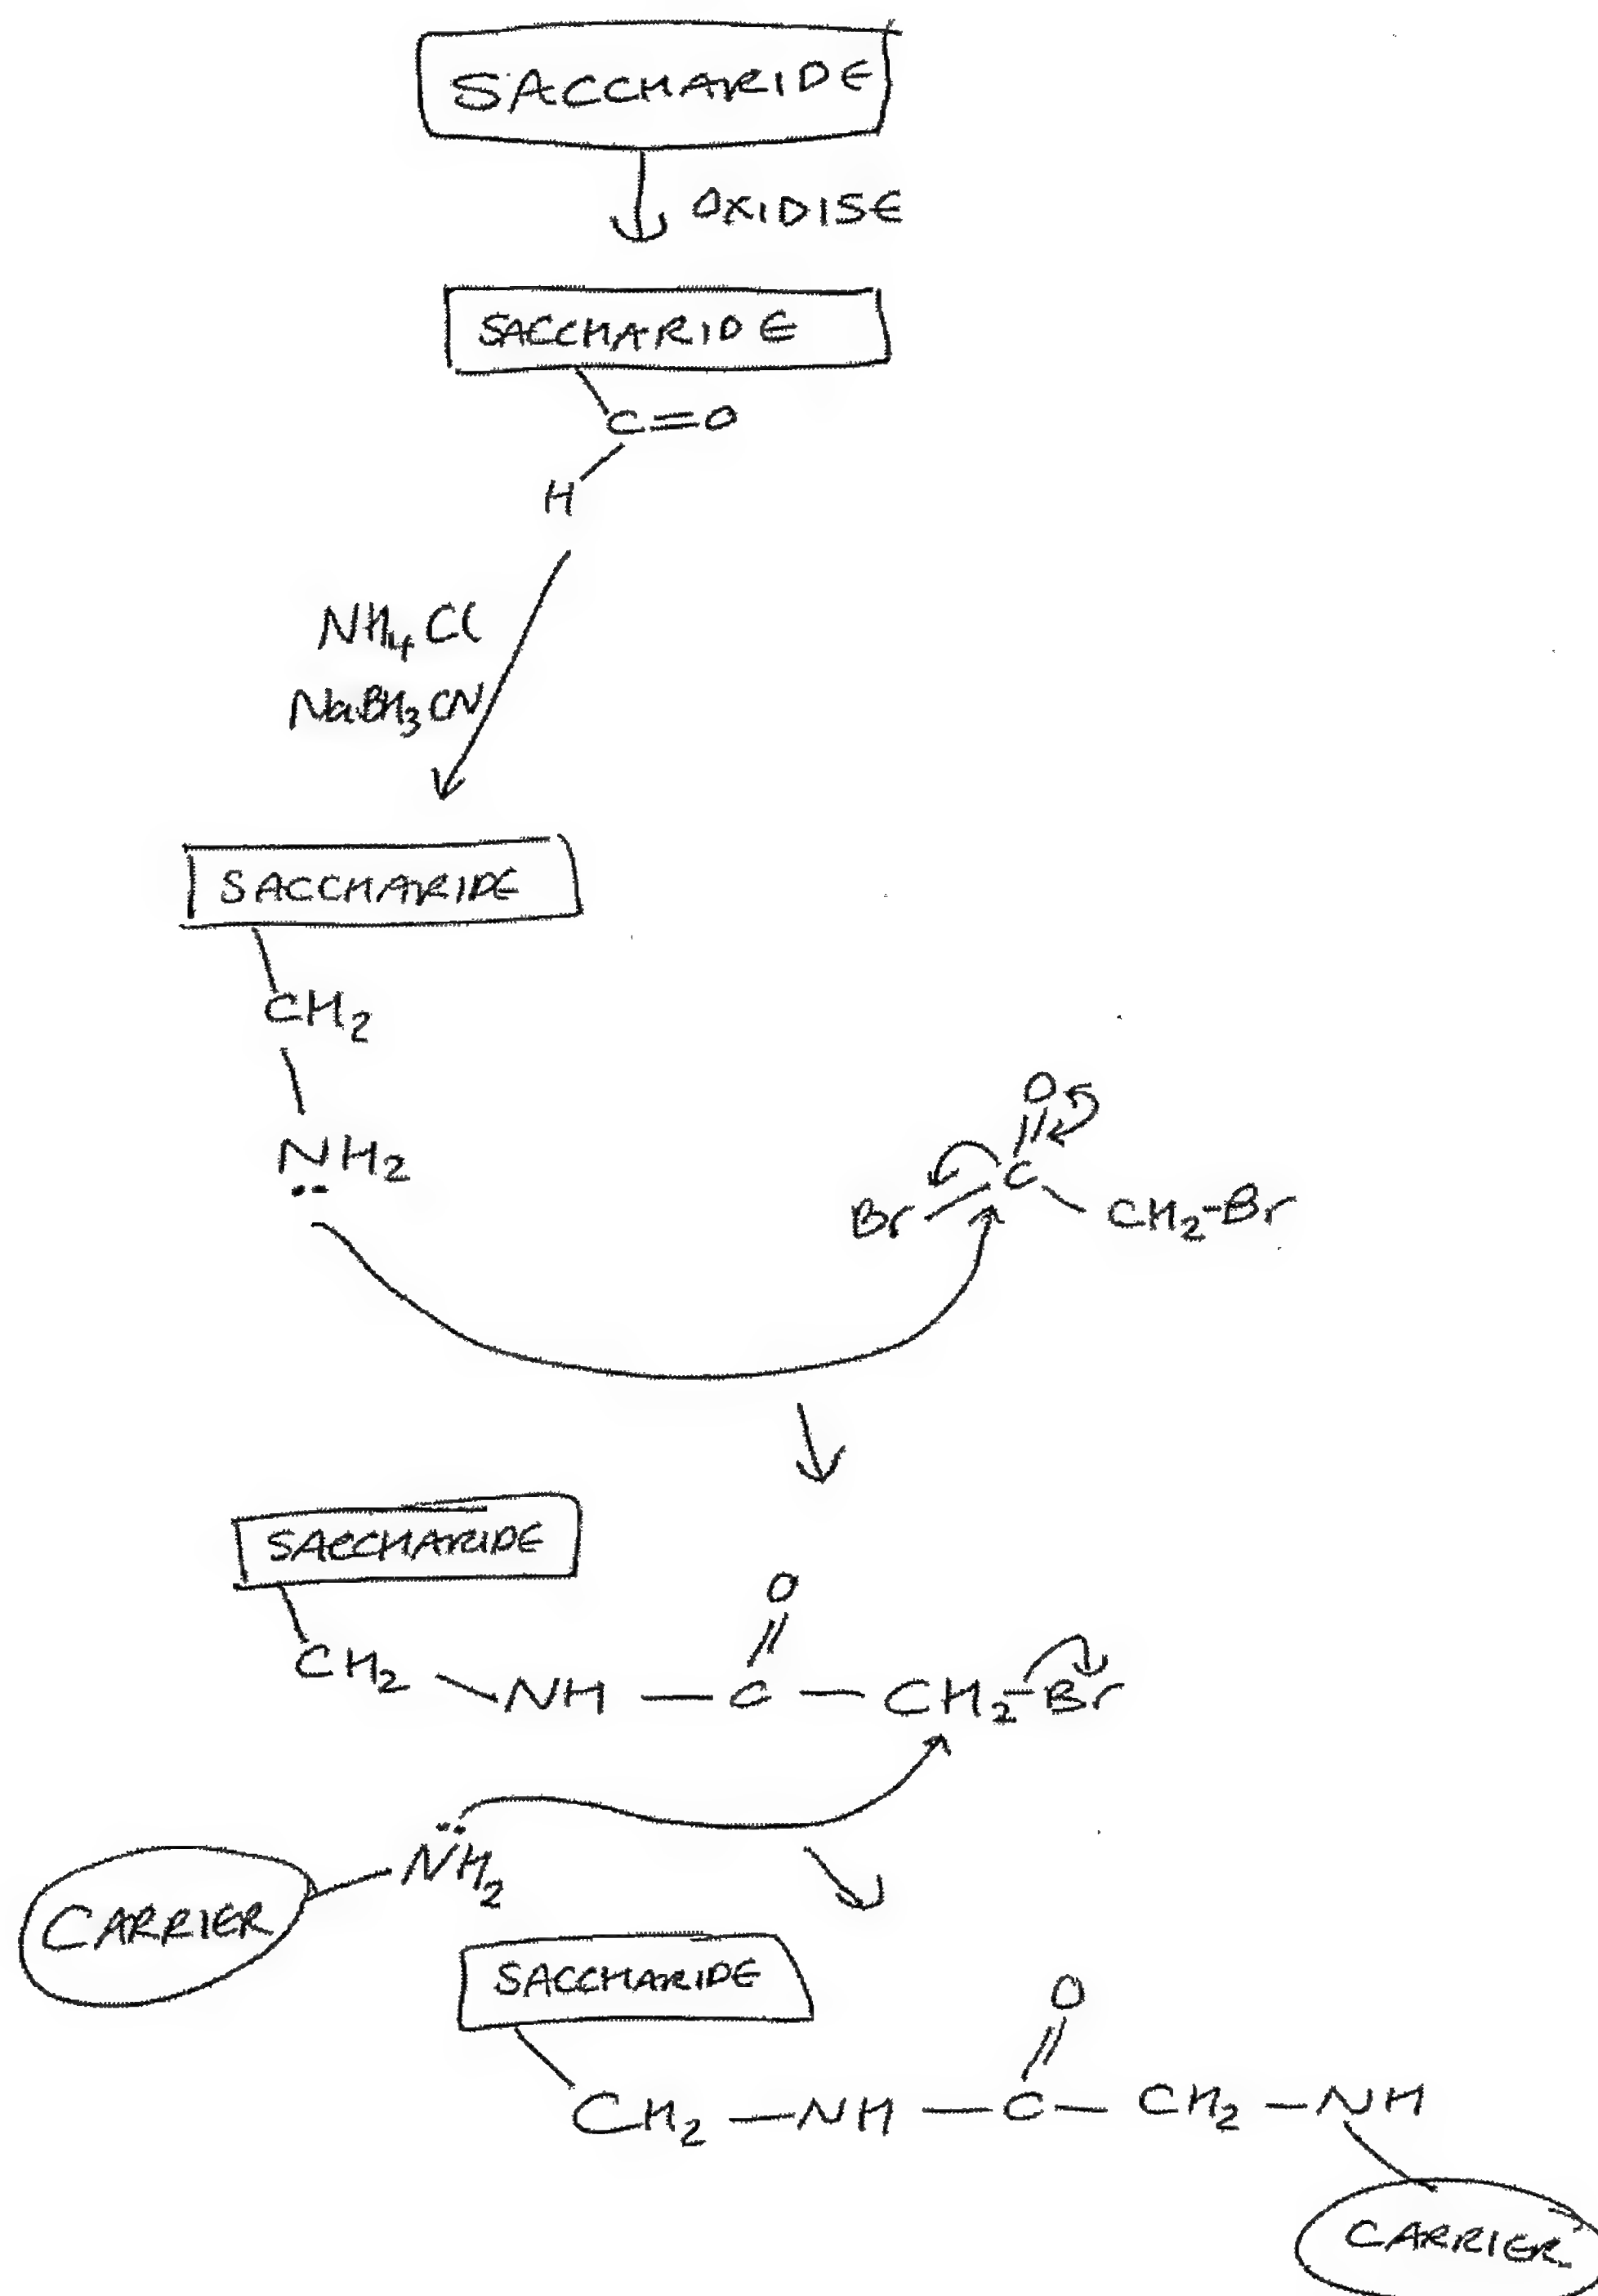 SACCHARIDE
OXIDISE
SACCHARIDE
C=O
H
NH4Cl
NaBH3CN
SACCHARIDE
CH2
NH2
O
Br C CH2-Br
SACCHARIDE
O
CH2 - NH - C - CH2-Br
NH2
CARRIER
SACCHARIDE
O
CH2 - NH - C - CH2 - NH
CARRIER